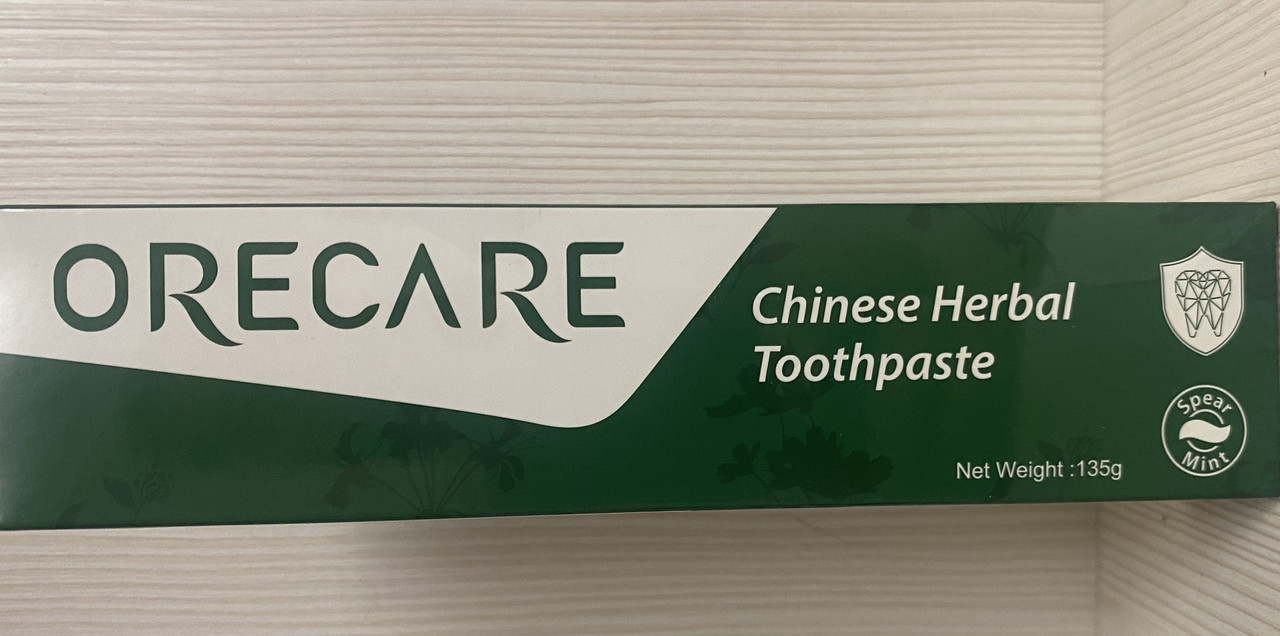 ORECARE
Chinese Herbal
Toothpaste
Net Weight :135g
Spear
Mint